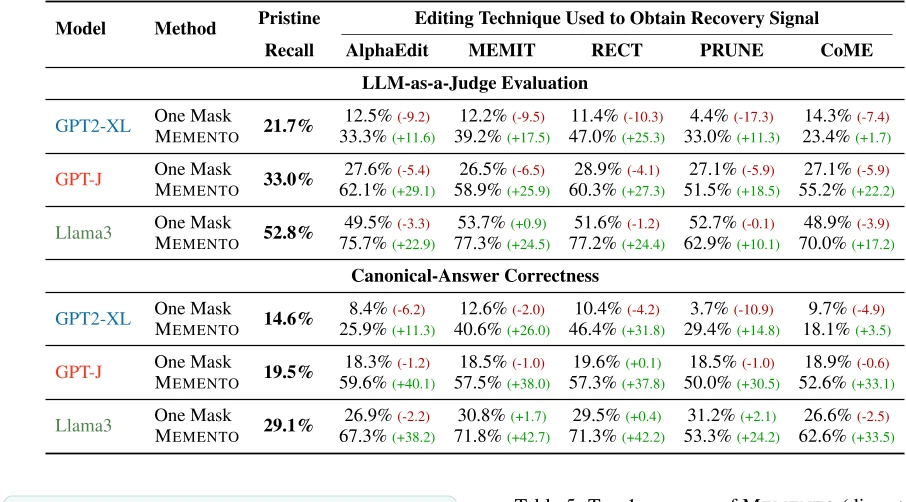 Model Method Pristine Recall Editing Technique Used to Obtain Recovery Signal
AlphaEdit MEMIT RECT PRUNE CoME
LLM-as-a-Judge Evaluation
GPT2-XL One Mask 21.7% 12.5% (-9.2) 12.2% (-9.5) 11.4% (-10.3) 4.4% (-17.3) 14.3% (-7.4)
MEMENTO 33.3% (+11.6) 39.2% (+17.5) 47.0% (+25.3) 33.0% (+11.3) 23.4% (+1.7)
GPT-J One Mask 33.0% 27.6% (-5.4) 26.5% (-6.5) 28.9% (-4.1) 27.1% (-5.9) 27.1% (-5.9)
MEMENTO 62.1% (+29.1) 58.9% (+25.9) 60.3% (+27.3) 51.5% (+18.5) 55.2% (+22.2)
Llama3 One Mask 52.8% 49.5% (-3.3) 53.7% (+0.9) 51.6% (-1.2) 52.7% (-0.1) 48.9% (-3.9)
MEMENTO 75.7% (+22.9) 77.3% (+24.5) 77.2% (+24.4) 62.9% (+10.1) 70.0% (+17.2)
Canonical-Answer Correctness
GPT2-XL One Mask 14.6% 8.4% (-6.2) 12.6% (-2.0) 10.4% (-4.2) 3.7% (-10.9) 9.7% (-4.9)
MEMENTO 25.9% (+11.3) 40.6% (+26.0) 46.4% (+31.8) 29.4% (+14.8) 18.1% (+3.5)
GPT-J One Mask 19.5% 18.3% (-1.2) 18.5% (-1.0) 19.6% (+0.1) 18.5% (-1.0) 18.9% (-0.6)
MEMENTO 59.6% (+40.1) 57.5% (+38.0) 57.3% (+37.8) 50.0% (+30.5) 52.6% (+33.1)
Llama3 One Mask 29.1% 26.9% (-2.2) 30.8% (+1.7) 29.5% (+0.4) 31.2% (+2.1) 26.6% (-2.5)
MEMENTO 67.3% (+38.2) 71.8% (+42.7) 71.3% (+42.2) 53.3% (+24.2) 62.6% (+33.5)